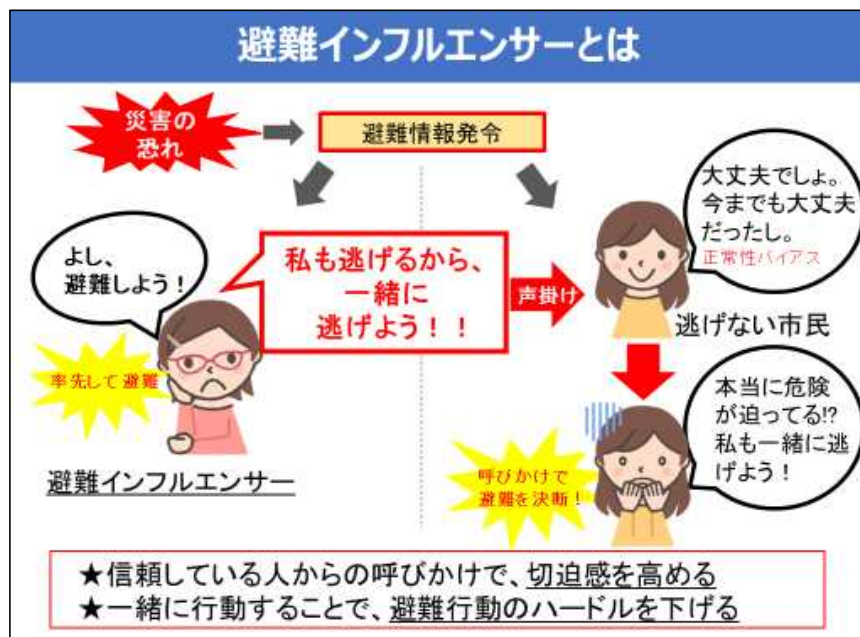 避難インフルエンサーとは
災害の
恐れ
避難情報発令
よし、
避難しよう！
私も逃げるから、
一緒に
逃げよう！！
声掛け
大丈夫でしょ。
今までも大丈夫
だったし。
正常性バイアス
逃げない市民
率先して避難
避難インフルエンサー
呼びかけで
避難を決断！
本当に危険
が迫ってる!?
私も一緒に逃
げよう！
★信頼している人からの呼びかけで、切迫感を高める
★一緒に行動することで、避難行動のハードルを下げる